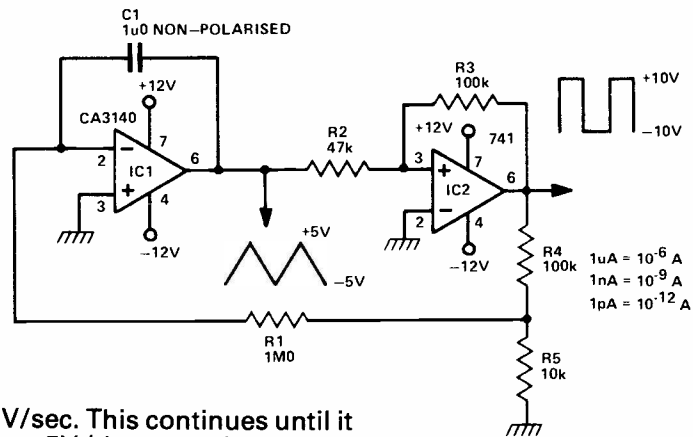 C1
1u0 NON–POLARISED
+12V
CA3140
7
2
–
6
IC1
3
+
4
–12V
R2
47k
R3
100k
+12V
741
7
3
+
6
IC2
2
–
4
–12V
+10V
–10V
+5V
–5V
R4
100k
1uA = 10-6 A
1nA = 10-9 A
1pA = 10-12 A
R1
1M0
R5
10k
V/sec. This continues until it